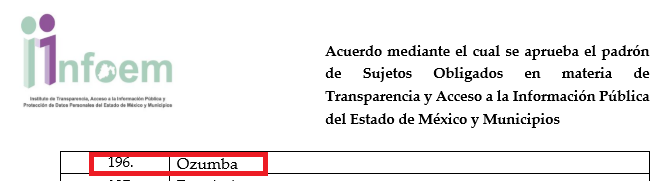 infoem
Instituto de Transparencia, Acceso a la Información Pública y
Protección de Datos Personales del Estado de México y Municipios
Acuerdo mediante el cual se aprueba el padrón
de Sujetos Obligados en materia de
Transparencia y Acceso a la Información Pública
del Estado de México y Municipios
196. Ozumba